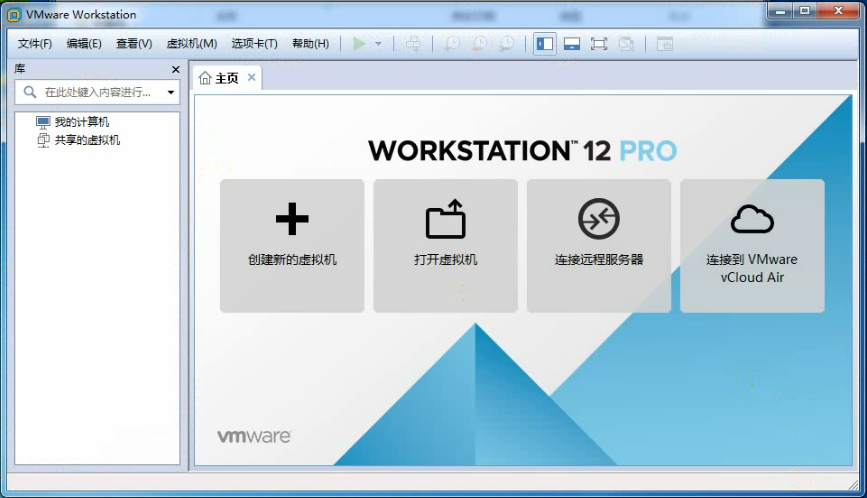 VMware Workstation
文件(F) 编辑(E) 查看(V) 虚拟机(M) 选项卡(T) 帮助(H)
库
主页
在此处键入内容进行...
我的计算机
共享的虚拟机
WORKSTATION™ 12 PRO
创建新的虚拟机
打开虚拟机
连接远程服务器
连接到 VMware
vCloud Air
vmware